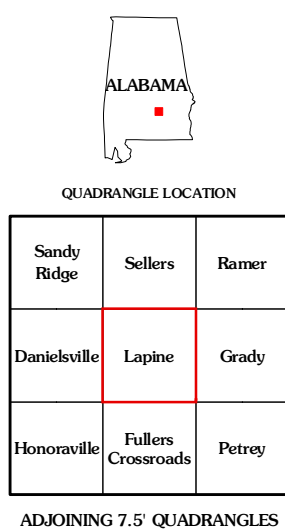 ALABAMA
QUADRANGLE LOCATION
Sandy
Ridge
Sellers
Ramer
Danielsville
Lapine
Grady
Honoraville
Fullers
Crossroads
Petrey
ADJOINING 7.5' QUADRANGLES